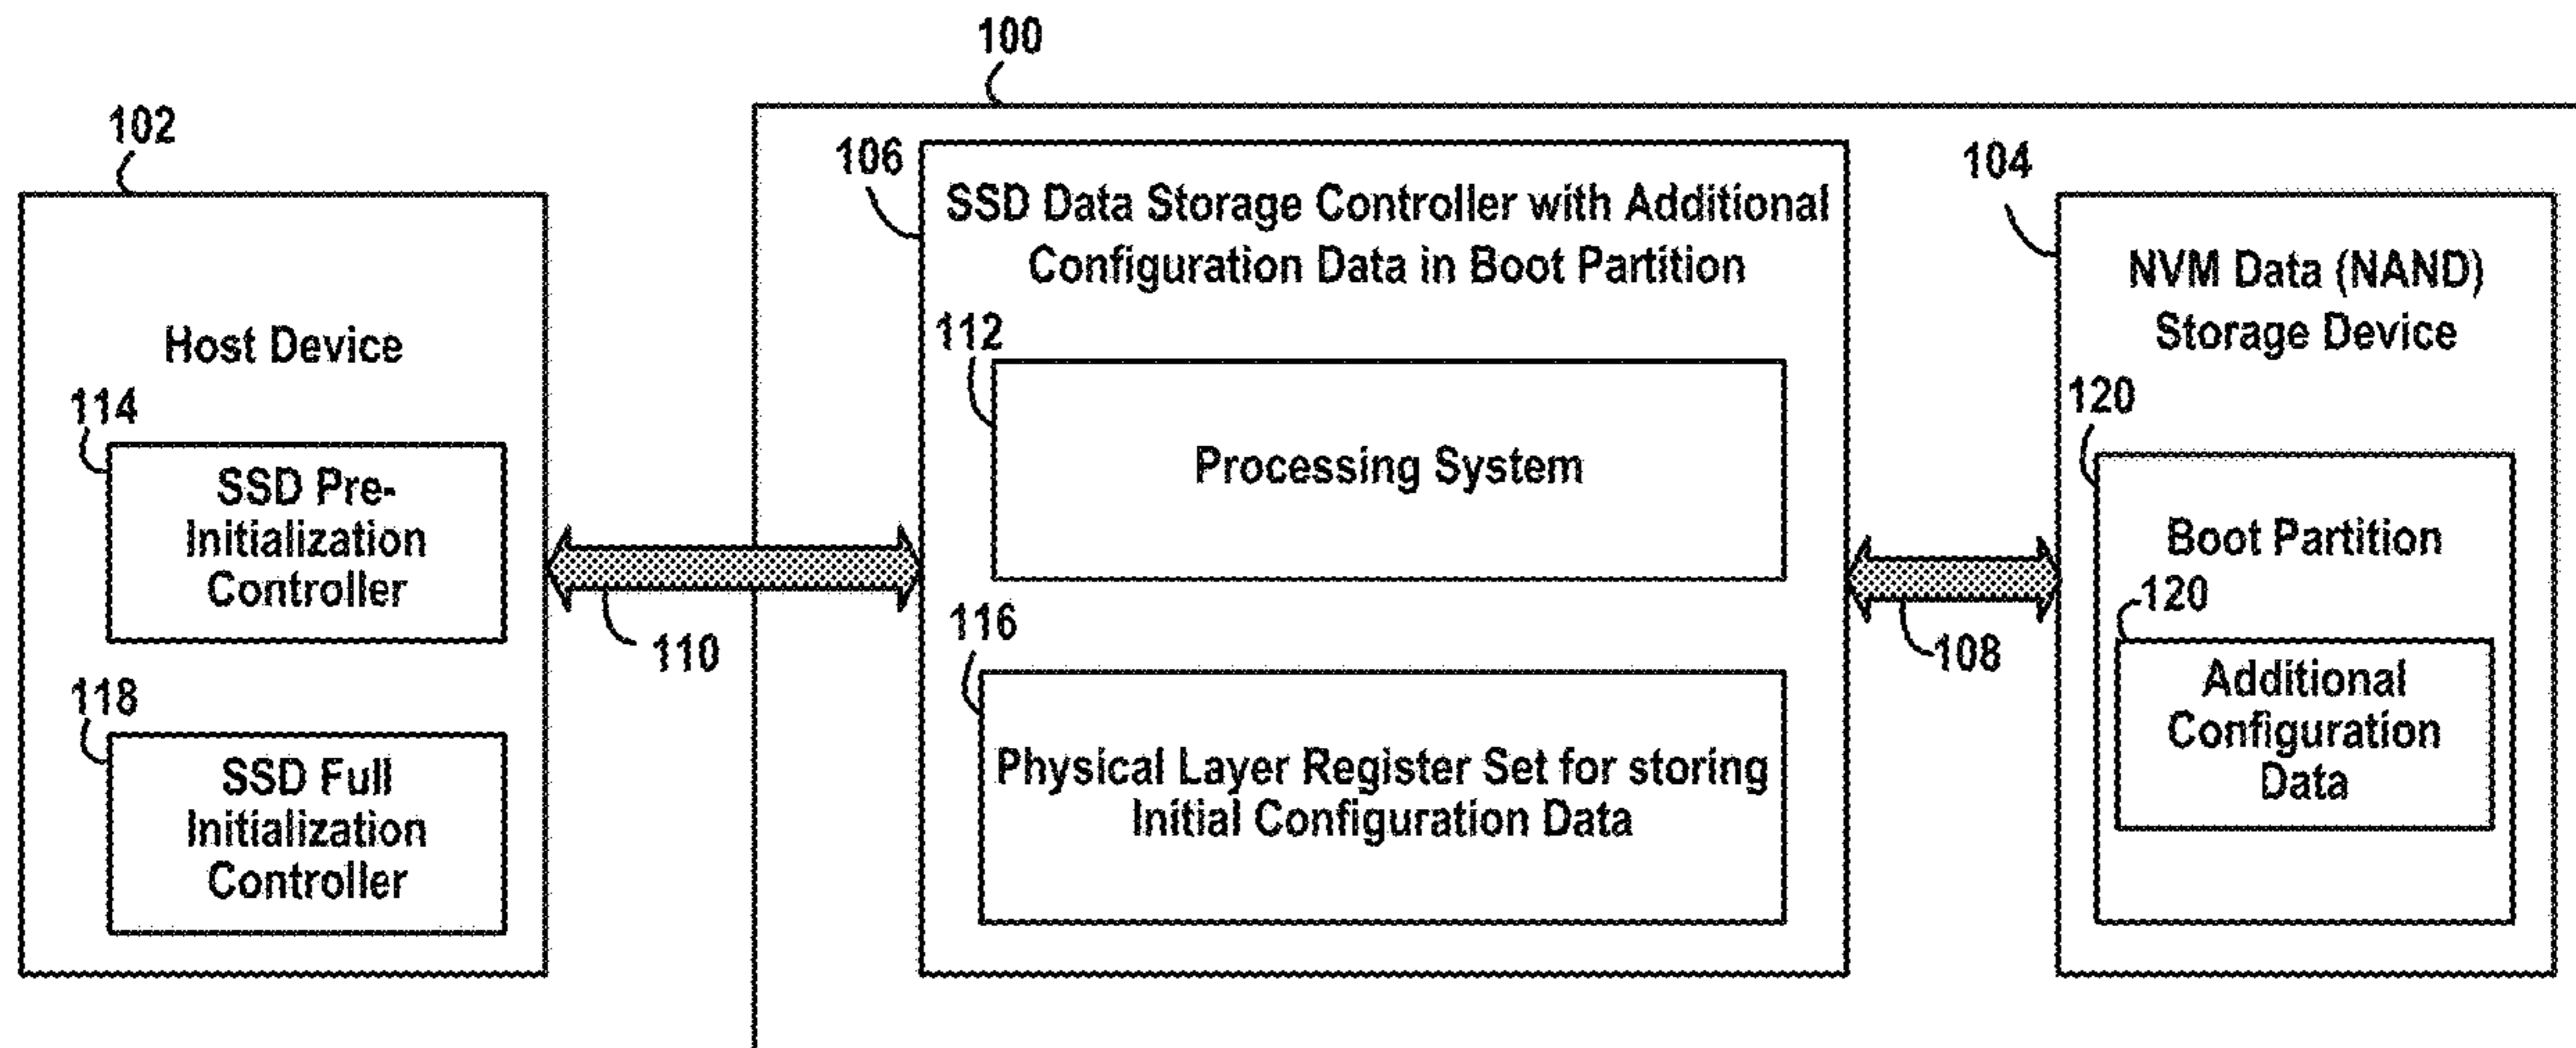 100
102
Host Device
114
SSD Pre-
Initialization
Controller
118
SSD Full
Initialization
Controller
110
106
SSD Data Storage Controller with Additional
Configuration Data in Boot Partition
112
Processing System
116
Physical Layer Register Set for storing
Initial Configuration Data
108
104
NVM Data (NAND)
Storage Device
120
Boot Partition
120
Additional
Configuration
Data